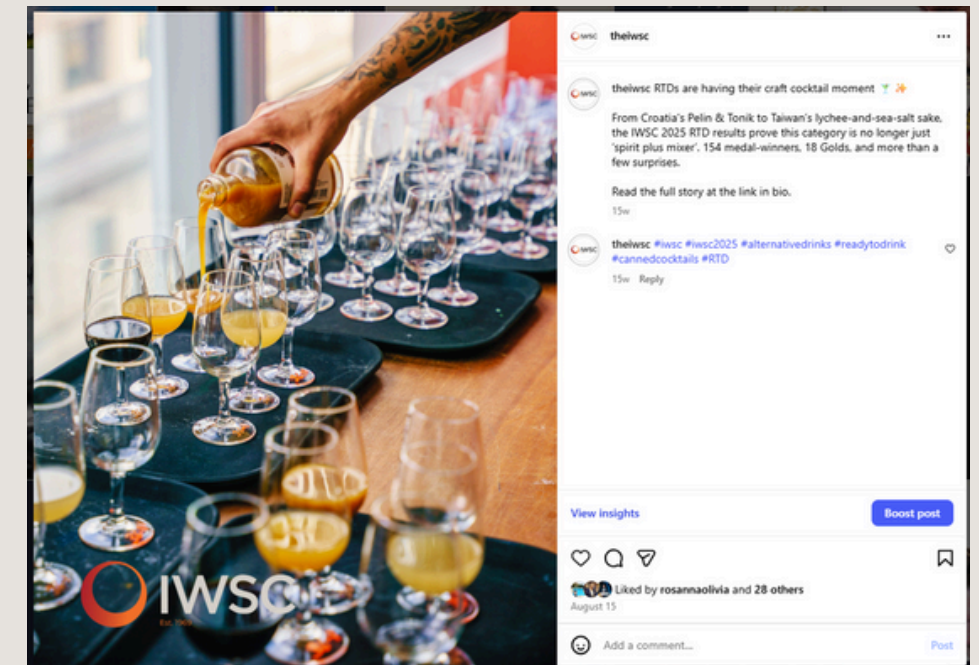 IWSC
Est. 1969
IWSC theiwsc
IWSC theiwsc RTDs are having their craft cocktail moment 🍸 ✨
From Croatia's Pelin & Tonik to Taiwan's lychee-and-sea-salt sake,
the IWSC 2025 RTD results prove this category is no longer just
'spirit plus mixer'. 154 medal-winners, 18 Golds, and more than a
few surprises.
Read the full story at the link in bio.
15w
IWSC theiwsc #iwsc #iwsc2025 #alternativedrinks #readytodrink
#cannedcocktails #RTD
15w Reply
View insights Boost post
Liked by rosannaolivia and 28 others
August 15
Add a comment... Post